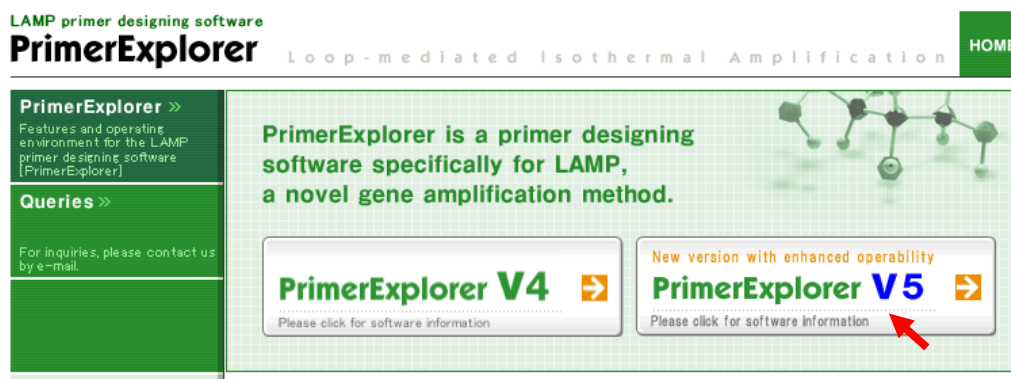 LAMP primer designing software
PrimerExplorer
Loop-mediated Isothermal Amplification
HOME
PrimerExplorer »
Features and operating
environment for the LAMP
primer designing software
[PrimerExplorer]
Queries »
For inquiries, please contact us
by e-mail.
PrimerExplorer is a primer designing
software specifically for LAMP,
a novel gene amplification method.
PrimerExplorer V4
Please click for software information
New version with enhanced operability
PrimerExplorer V5
Please click for software information